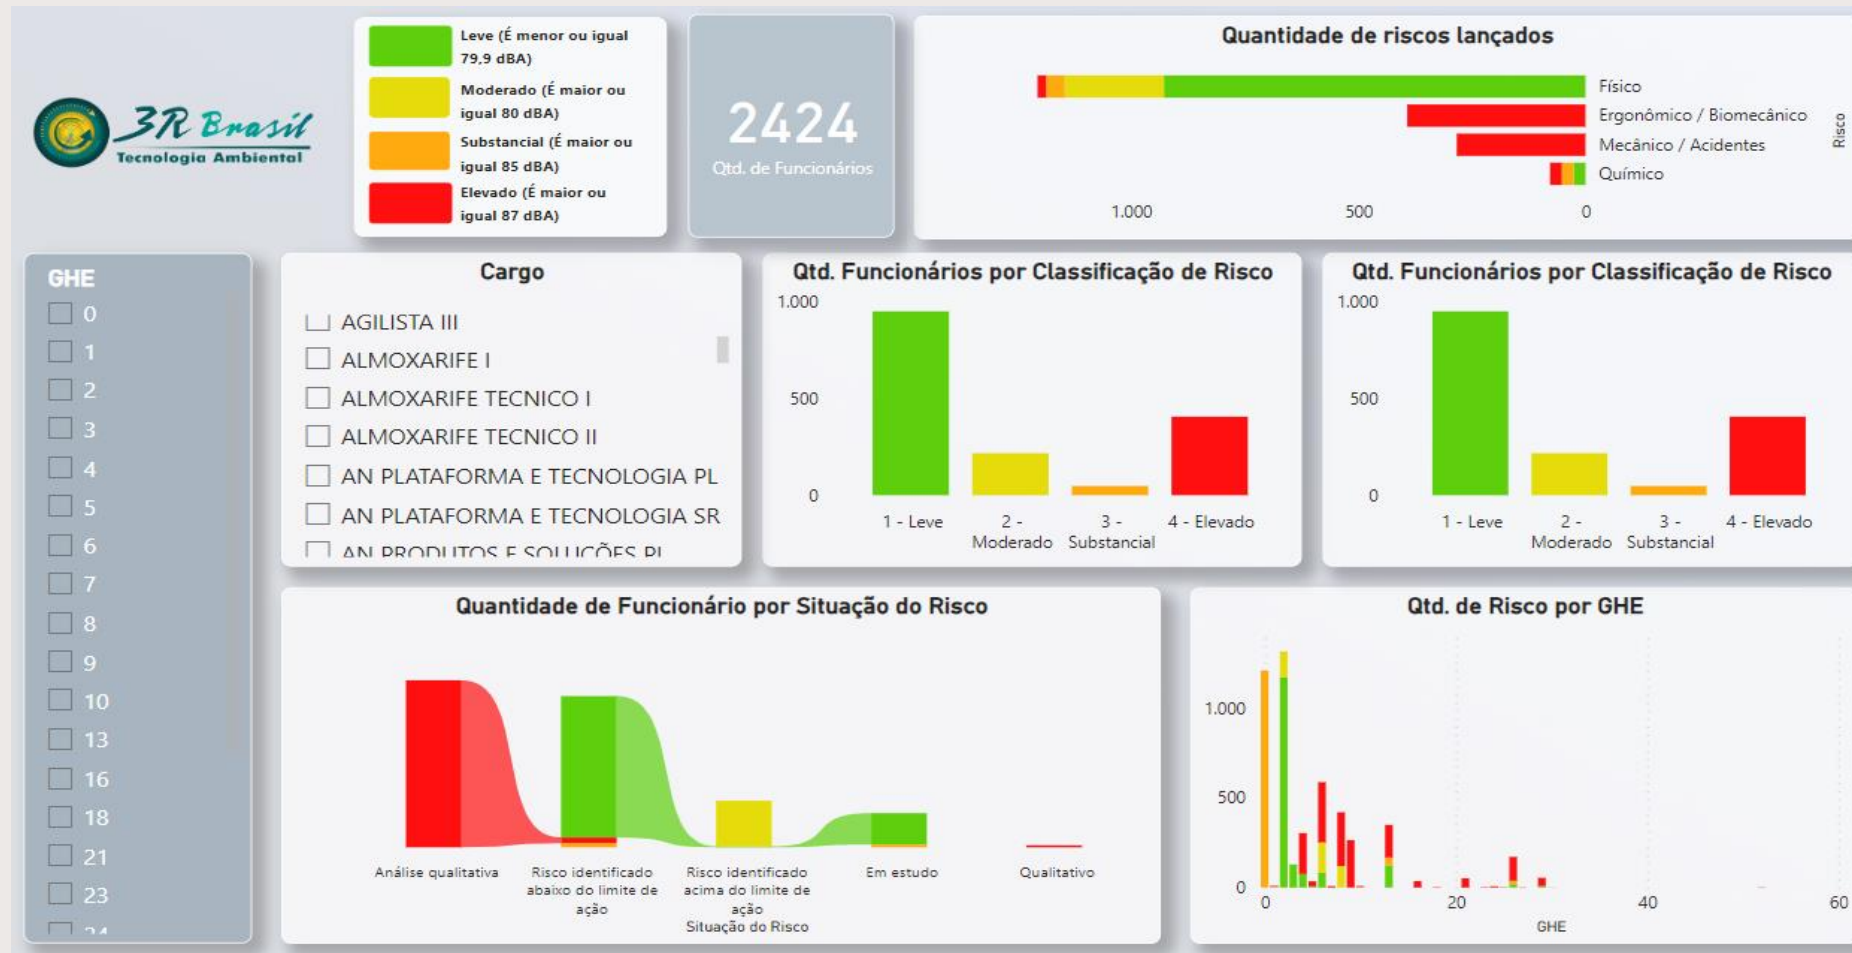 3R Brasil
Tecnologia Ambiental
Leve (É menor ou igual
79,9 dBA)
Moderado (É maior ou
igual 80 dBA)
Substancial (É maior ou
igual 85 dBA)
Elevado (É maior ou
igual 87 dBA)
2424
Qtd. de Funcionários
Quantidade de riscos lançados
Físico
Ergonômico / Biomecânico
Mecânico / Acidentes
Químico
Risco
1.000
500
0
GHE
0
1
2
3
4
5
6
7
8
9
10
13
16
18
21
23
24
Cargo
AGILISTA III
ALMOXARIFE I
ALMOXARIFE TECNICO I
ALMOXARIFE TECNICO II
AN PLATAFORMA E TECNOLOGIA PL
AN PLATAFORMA E TECNOLOGIA SR
AN PRODUTOS E SOLUÇÕES PL
Qtd. Funcionários por Classificação de Risco
1.000
500
0
1 - Leve
2 -
Moderado
3 -
Substancial
4 - Elevado
Qtd. Funcionários por Classificação de Risco
1.000
500
0
1 - Leve
2 -
Moderado
3 -
Substancial
4 - Elevado
Quantidade de Funcionário por Situação do Risco
Análise qualitativa
Risco identificado
abaixo do limite de
ação
Risco identificado
acima do limite de
ação
Em estudo
Qualitativo
Situação do Risco
Qtd. de Risco por GHE
1.000
500
0
0
20
40
60
GHE